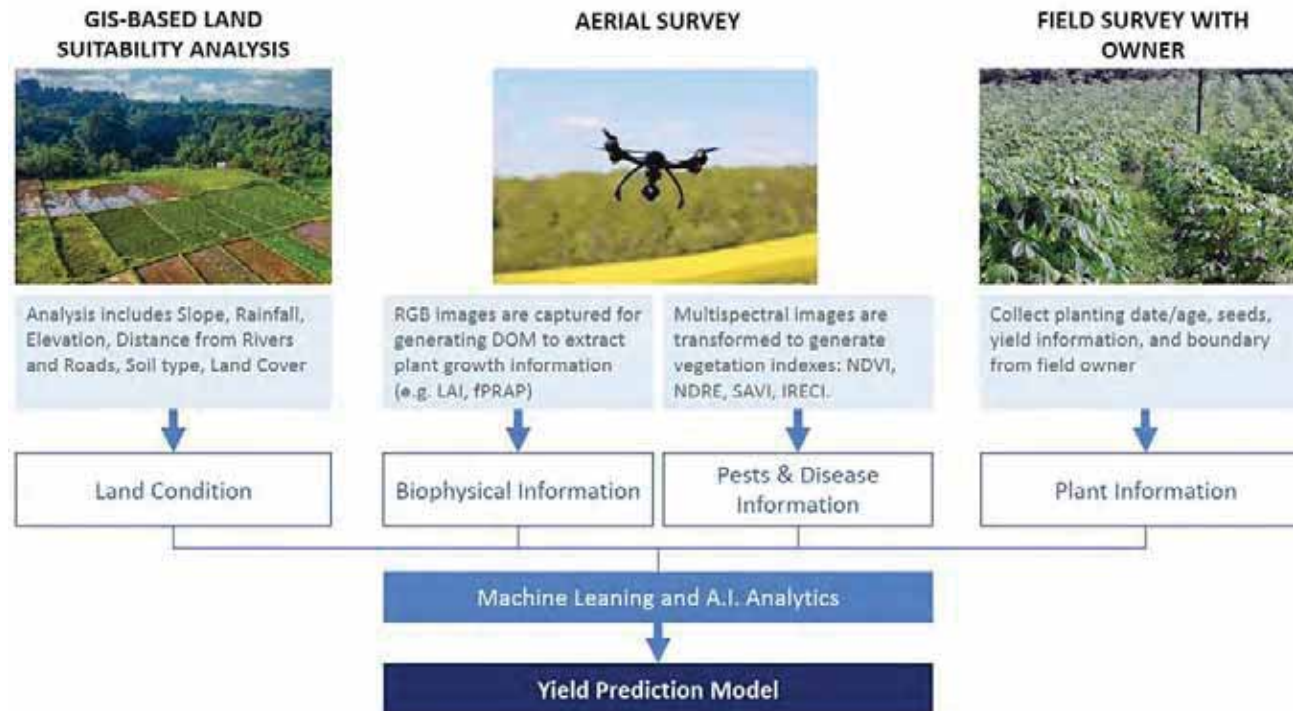 GIS-BASED LAND
SUITABILITY ANALYSIS
AERIAL SURVEY
FIELD SURVEY WITH
OWNER
Analysis includes Slope, Rainfall,
Elevation, Distance from Rivers
and Roads, Soil type, Land Cover
RGB images are captured for
generating DOM to extract
plant growth information
(e.g. LAI, fPRAP)
Multispectral images are
transformed to generate
vegetation indexes: NDVI,
NDRE, SAVI, IRECI.
Collect planting date/age, seeds,
yield information, and boundary
from field owner
Land Condition
Biophysical Information
Pests & Disease
Information
Plant Information
Machine Leaning and A.I. Analytics
Yield Prediction Model